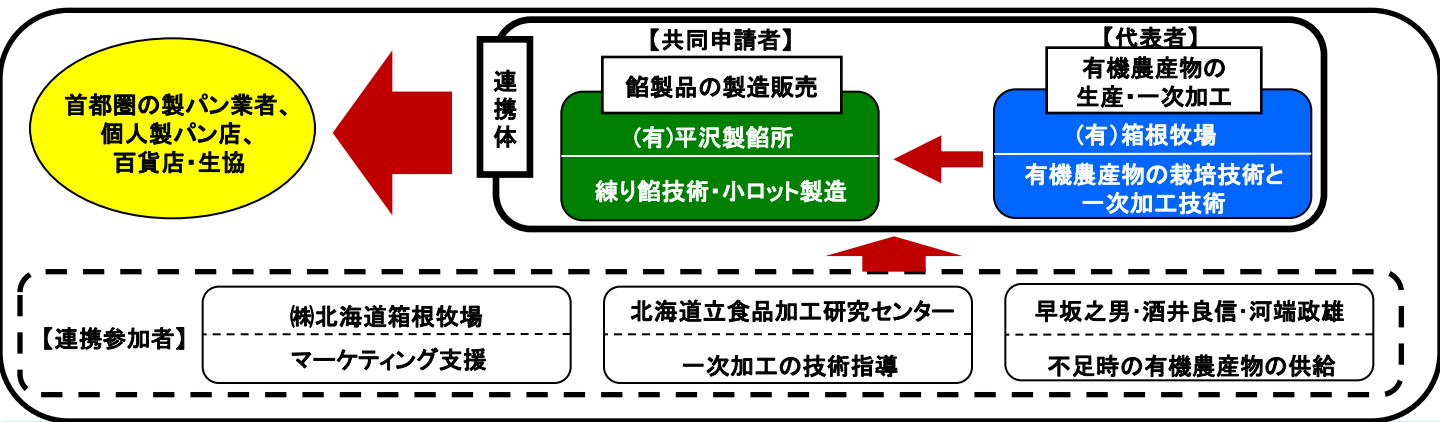 首都圏の製パン業者、
個人製パン店、
百貨店・生協
連携体
【共同申請者】
餡製品の製造販売
(有)平沢製餡所
練り餡技術・小ロット製造
【代表者】
有機農産物の
生産・一次加工
(有)箱根牧場
有機農産物の栽培技術と
一次加工技術
【連携参加者】
㈱北海道箱根牧場
マーケティング支援
北海道立食品加工研究センター
一次加工の技術指導
早坂之男・酒井良信・河端政雄
不足時の有機農産物の供給